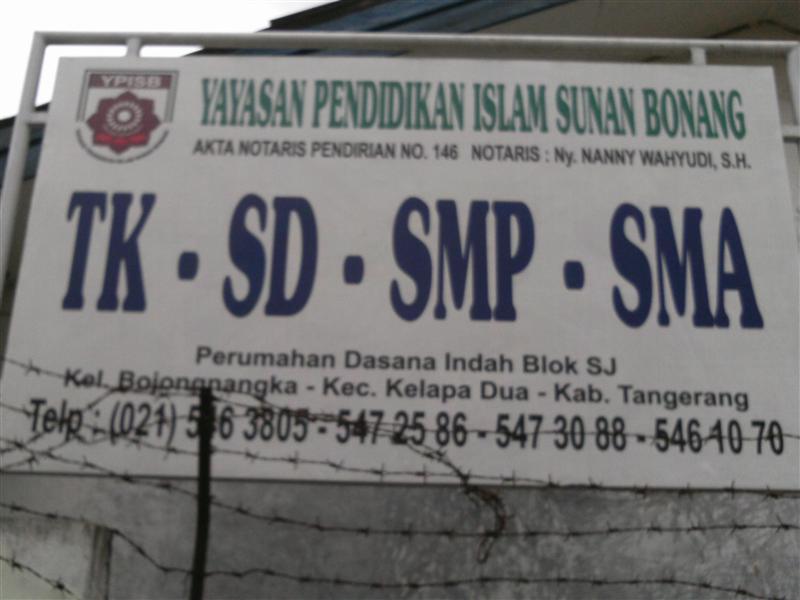 YPISB
YAYASAN PENDIDIKAN ISLAM SUNAN BONANG
AKTA NOTARIS PENDIRIAN NO. 146 NOTARIS : Ny. NANNY WAHYUDI, S.H.
TK - SD - SMP - SMA
Perumahan Dasana Indah Blok SJ
Kel. Bojongnangka - Kec. Kelapa Dua - Kab. Tangerang
Telp : (021) 546 3805 - 547 25 86 - 547 30 88 - 546 10 70